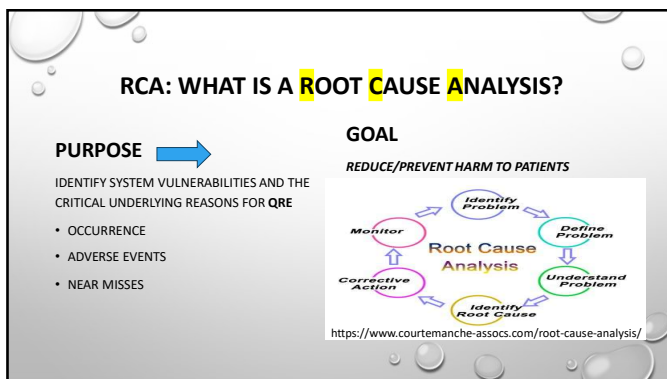 RCA: WHAT IS A ROOT CAUSE ANALYSIS?
PURPOSE
IDENTIFY SYSTEM VULNERABILITIES AND THE
CRITICAL UNDERLYING REASONS FOR QRE
• OCCURRENCE
• ADVERSE EVENTS
• NEAR MISSES
GOAL
REDUCE/PREVENT HARM TO PATIENTS
Identify
Problem
Define
Problem
Understand
Problem
Identify
Root Cause
Corrective
Action
Monitor
Root Cause
Analysis
https://www.courtemanche-assocs.com/root-cause-analysis/